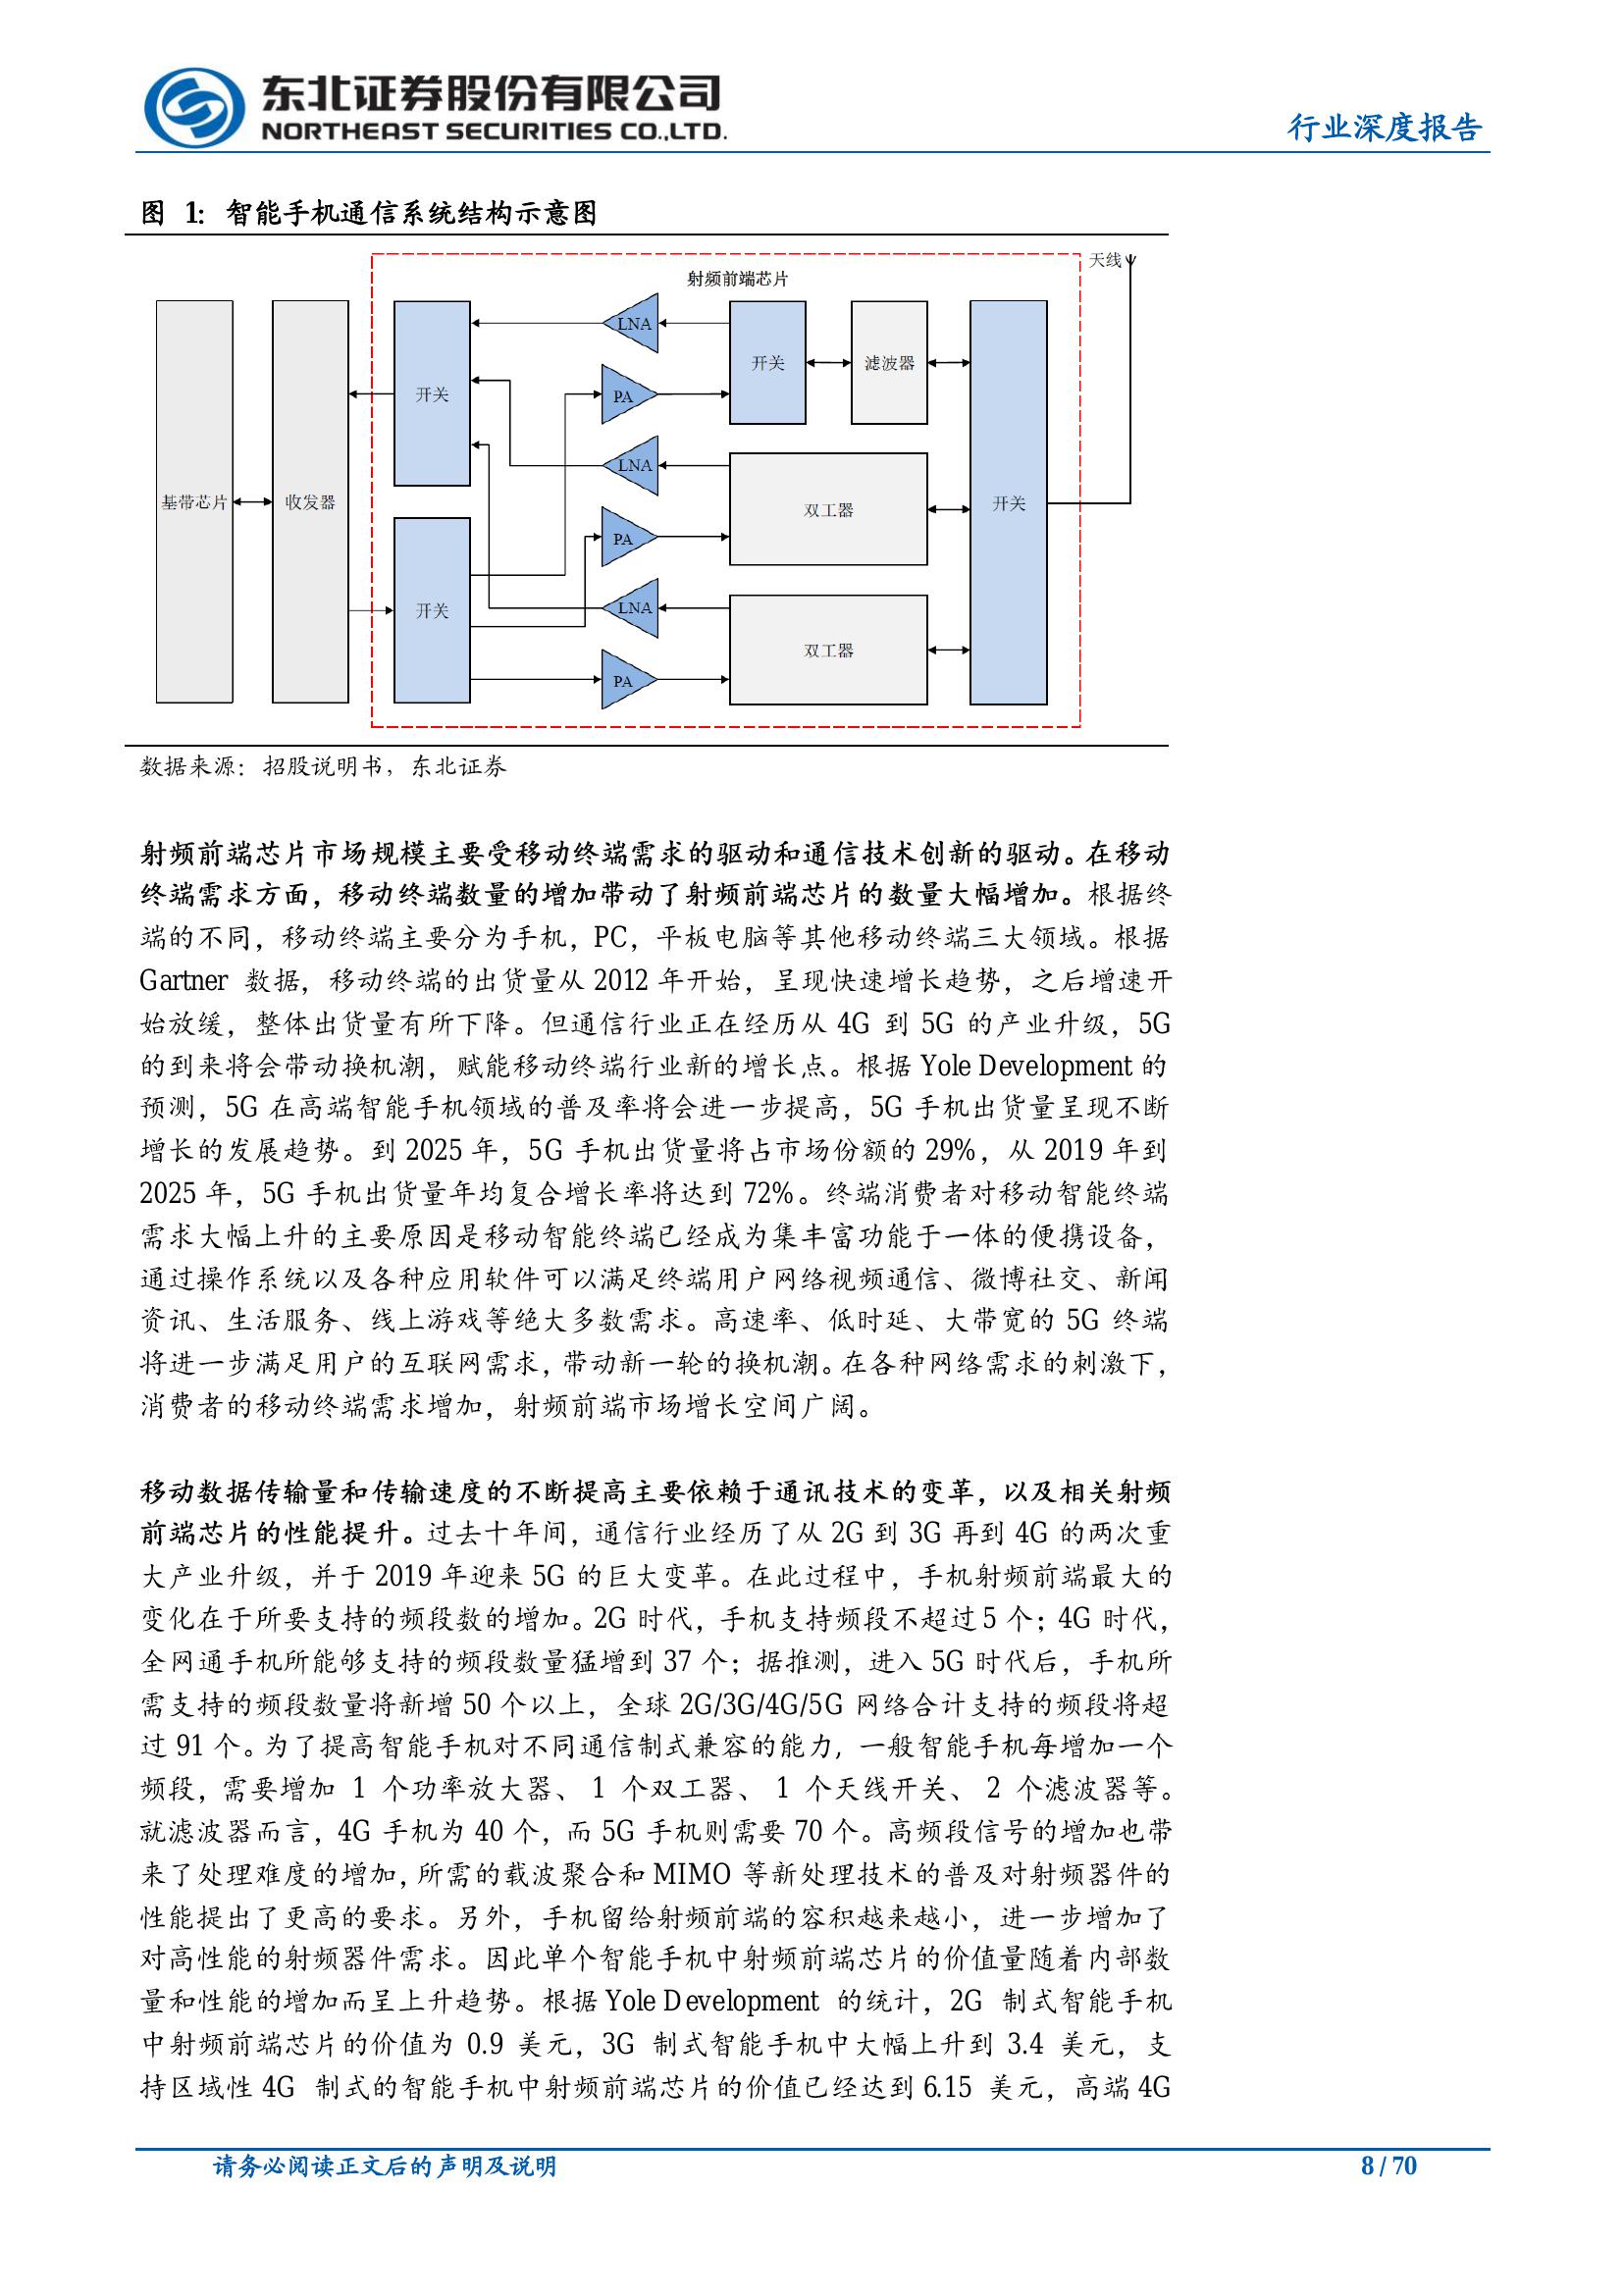 东北证券股份有限公司
NORTHEAST SECURITIES CO.,LTD.
行业深度报告
图 1：智能手机通信系统结构示意图
天线
射频前端芯片
LNA
开关
滤波器
PA
开关
LNA
基带芯片
收发器
双工器
开关
PA
开关
LNA
双工器
PA
数据来源：招股说明书，东北证券
射频前端芯片市场规模主要受移动终端需求的驱动和通信技术创新的驱动。在移动
终端需求方面，移动终端数量的增加带动了射频前端芯片的数量大幅增加。根据终
端的不同，移动终端主要分为手机，PC，平板电脑等其他移动终端三大领域。根据
Gartner 数据，移动终端的出货量从 2012 年开始，呈现快速增长趋势，之后增速开
始放缓，整体出货量有所下降。但通信行业正在经历从 4G 到 5G 的产业升级，5G
的到来将会带动换机潮，赋能移动终端行业新的增长点。根据 Yole Development 的
预测，5G 在高端智能手机领域的普及率将会进一步提高，5G 手机出货量呈现不断
增长的发展趋势。到 2025 年，5G 手机出货量将占市场份额的 29%，从 2019 年到
2025 年，5G 手机出货量年均复合增长率将达到 72%。终端消费者对移动智能终端
需求大幅上升的主要原因是移动智能终端已经成为集丰富功能于一体的便携设备，
通过操作系统以及各种应用软件可以满足终端用户网络视频通信、微博社交、新闻
资讯、生活服务、线上游戏等绝大多数需求。高速率、低时延、大带宽的 5G 终端
将进一步满足用户的互联网需求，带动新一轮的换机潮。在各种网络需求的刺激下，
消费者的移动终端需求增加，射频前端市场增长空间广阔。
移动数据传输量和传输速度的不断提高主要依赖于通讯技术的变革，以及相关射频
前端芯片的性能提升。过去十年间，通信行业经历了从 2G 到 3G 再到 4G 的两次重
大产业升级，并于 2019 年迎来 5G 的巨大变革。在此过程中，手机射频前端最大的
变化在于所要支持的频段数的增加。2G 时代，手机支持频段不超过 5 个；4G 时代，
全网通手机所能够支持的频段数量猛增到 37 个；据推测，进入 5G 时代后，手机所
需支持的频段数量将新增 50 个以上，全球 2G/3G/4G/5G 网络合计支持的频段将超
过 91 个。为了提高智能手机对不同通信制式兼容的能力，一般智能手机每增加一个
频段，需要增加 1 个功率放大器、 1 个双工器、 1 个天线开关、 2 个滤波器等。
就滤波器而言，4G 手机为 40 个，而 5G 手机则需要 70 个。高频段信号的增加也带
来了处理难度的增加，所需的载波聚合和 MIMO 等新处理技术的普及对射频器件的
性能提出了更高的要求。另外，手机留给射频前端的容积越来越小，进一步增加了
对高性能的射频器件需求。因此单个智能手机中射频前端芯片的价值量随着内部数
量和性能的增加而呈上升趋势。根据 Yole Development 的统计，2G 制式智能手机
中射频前端芯片的价值为 0.9 美元，3G 制式智能手机中大幅上升到 3.4 美元，支
持区域性 4G 制式的智能手机中射频前端芯片的价值已经达到 6.15 美元，高端 4G
请务必阅读正文后的声明及说明
8 / 70